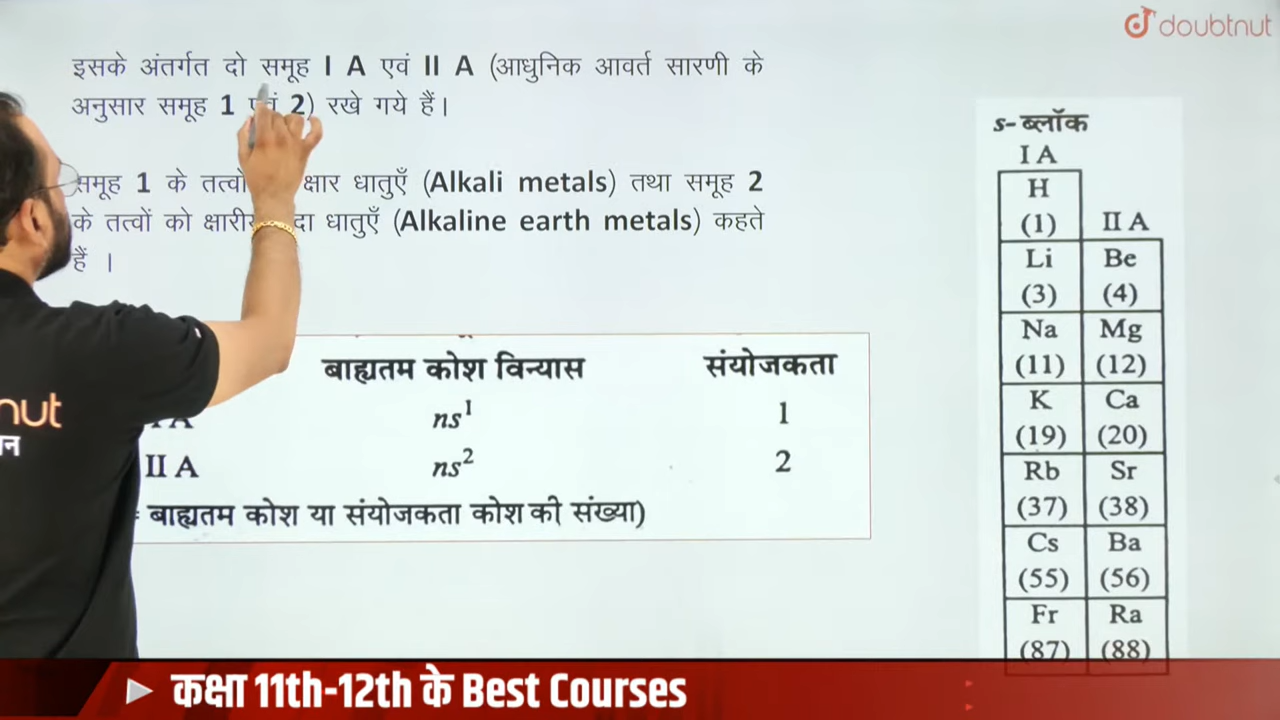 doubtnut
इसके अंतर्गत दो समूह I A एवं II A (आधुनिक आवर्त सारणी के
अनुसार समूह 1 2) रखे गये हैं।
समूह 1 के तत्वों क्षार धातुएँ (Alkali metals) तथा समूह 2
के तत्वों को धातुएँ (Alkaline earth metals) कहते
हैं ।
बाह्यतम कोश विन्यास संयोजकता
ns¹ 1
II A ns² 2
बाह्यतम कोश या संयोजकता कोश की संख्या)
s-ब्लॉक
I A
H
(1) II A
Li Be
(3) (4)
Na Mg
(11) (12)
K Ca
(19) (20)
Rb Sr
(37) (38)
Cs Ba
(55) (56)
Fr Ra
(87) (88)
कक्षा 11th-12th के Best Courses